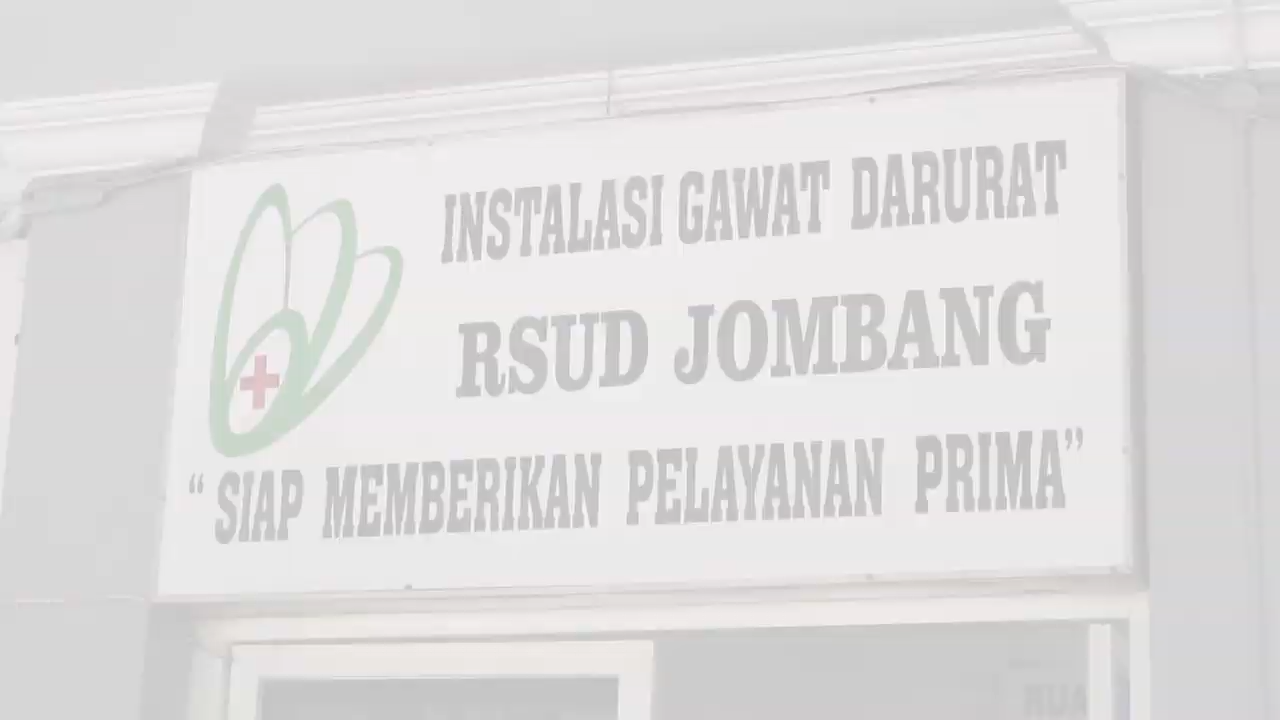 INSTALASI GAWAT DARURAT
RSUD JOMBANG
“ SIAP MEMBERIKAN PELAYANAN PRIMA”